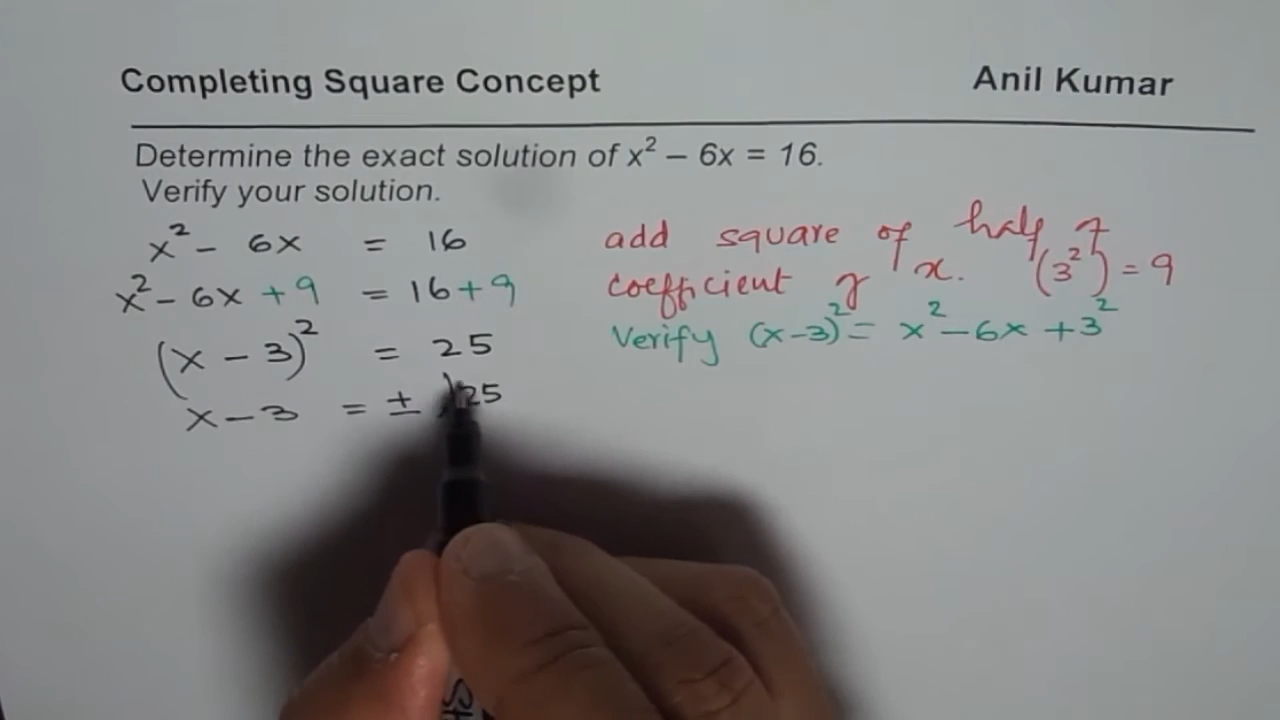 Completing Square Concept Anil Kumar
Determine the exact solution of x² – 6x = 16.
Verify your solution.
x² - 6x = 16
add square of half of
x² - 6x + 9 = 16 + 9
coefficient of x. (3²) = 9
(x - 3)² = 25
Verify (x - 3)² = x² - 6x + 3²
x - 3 = ± √25